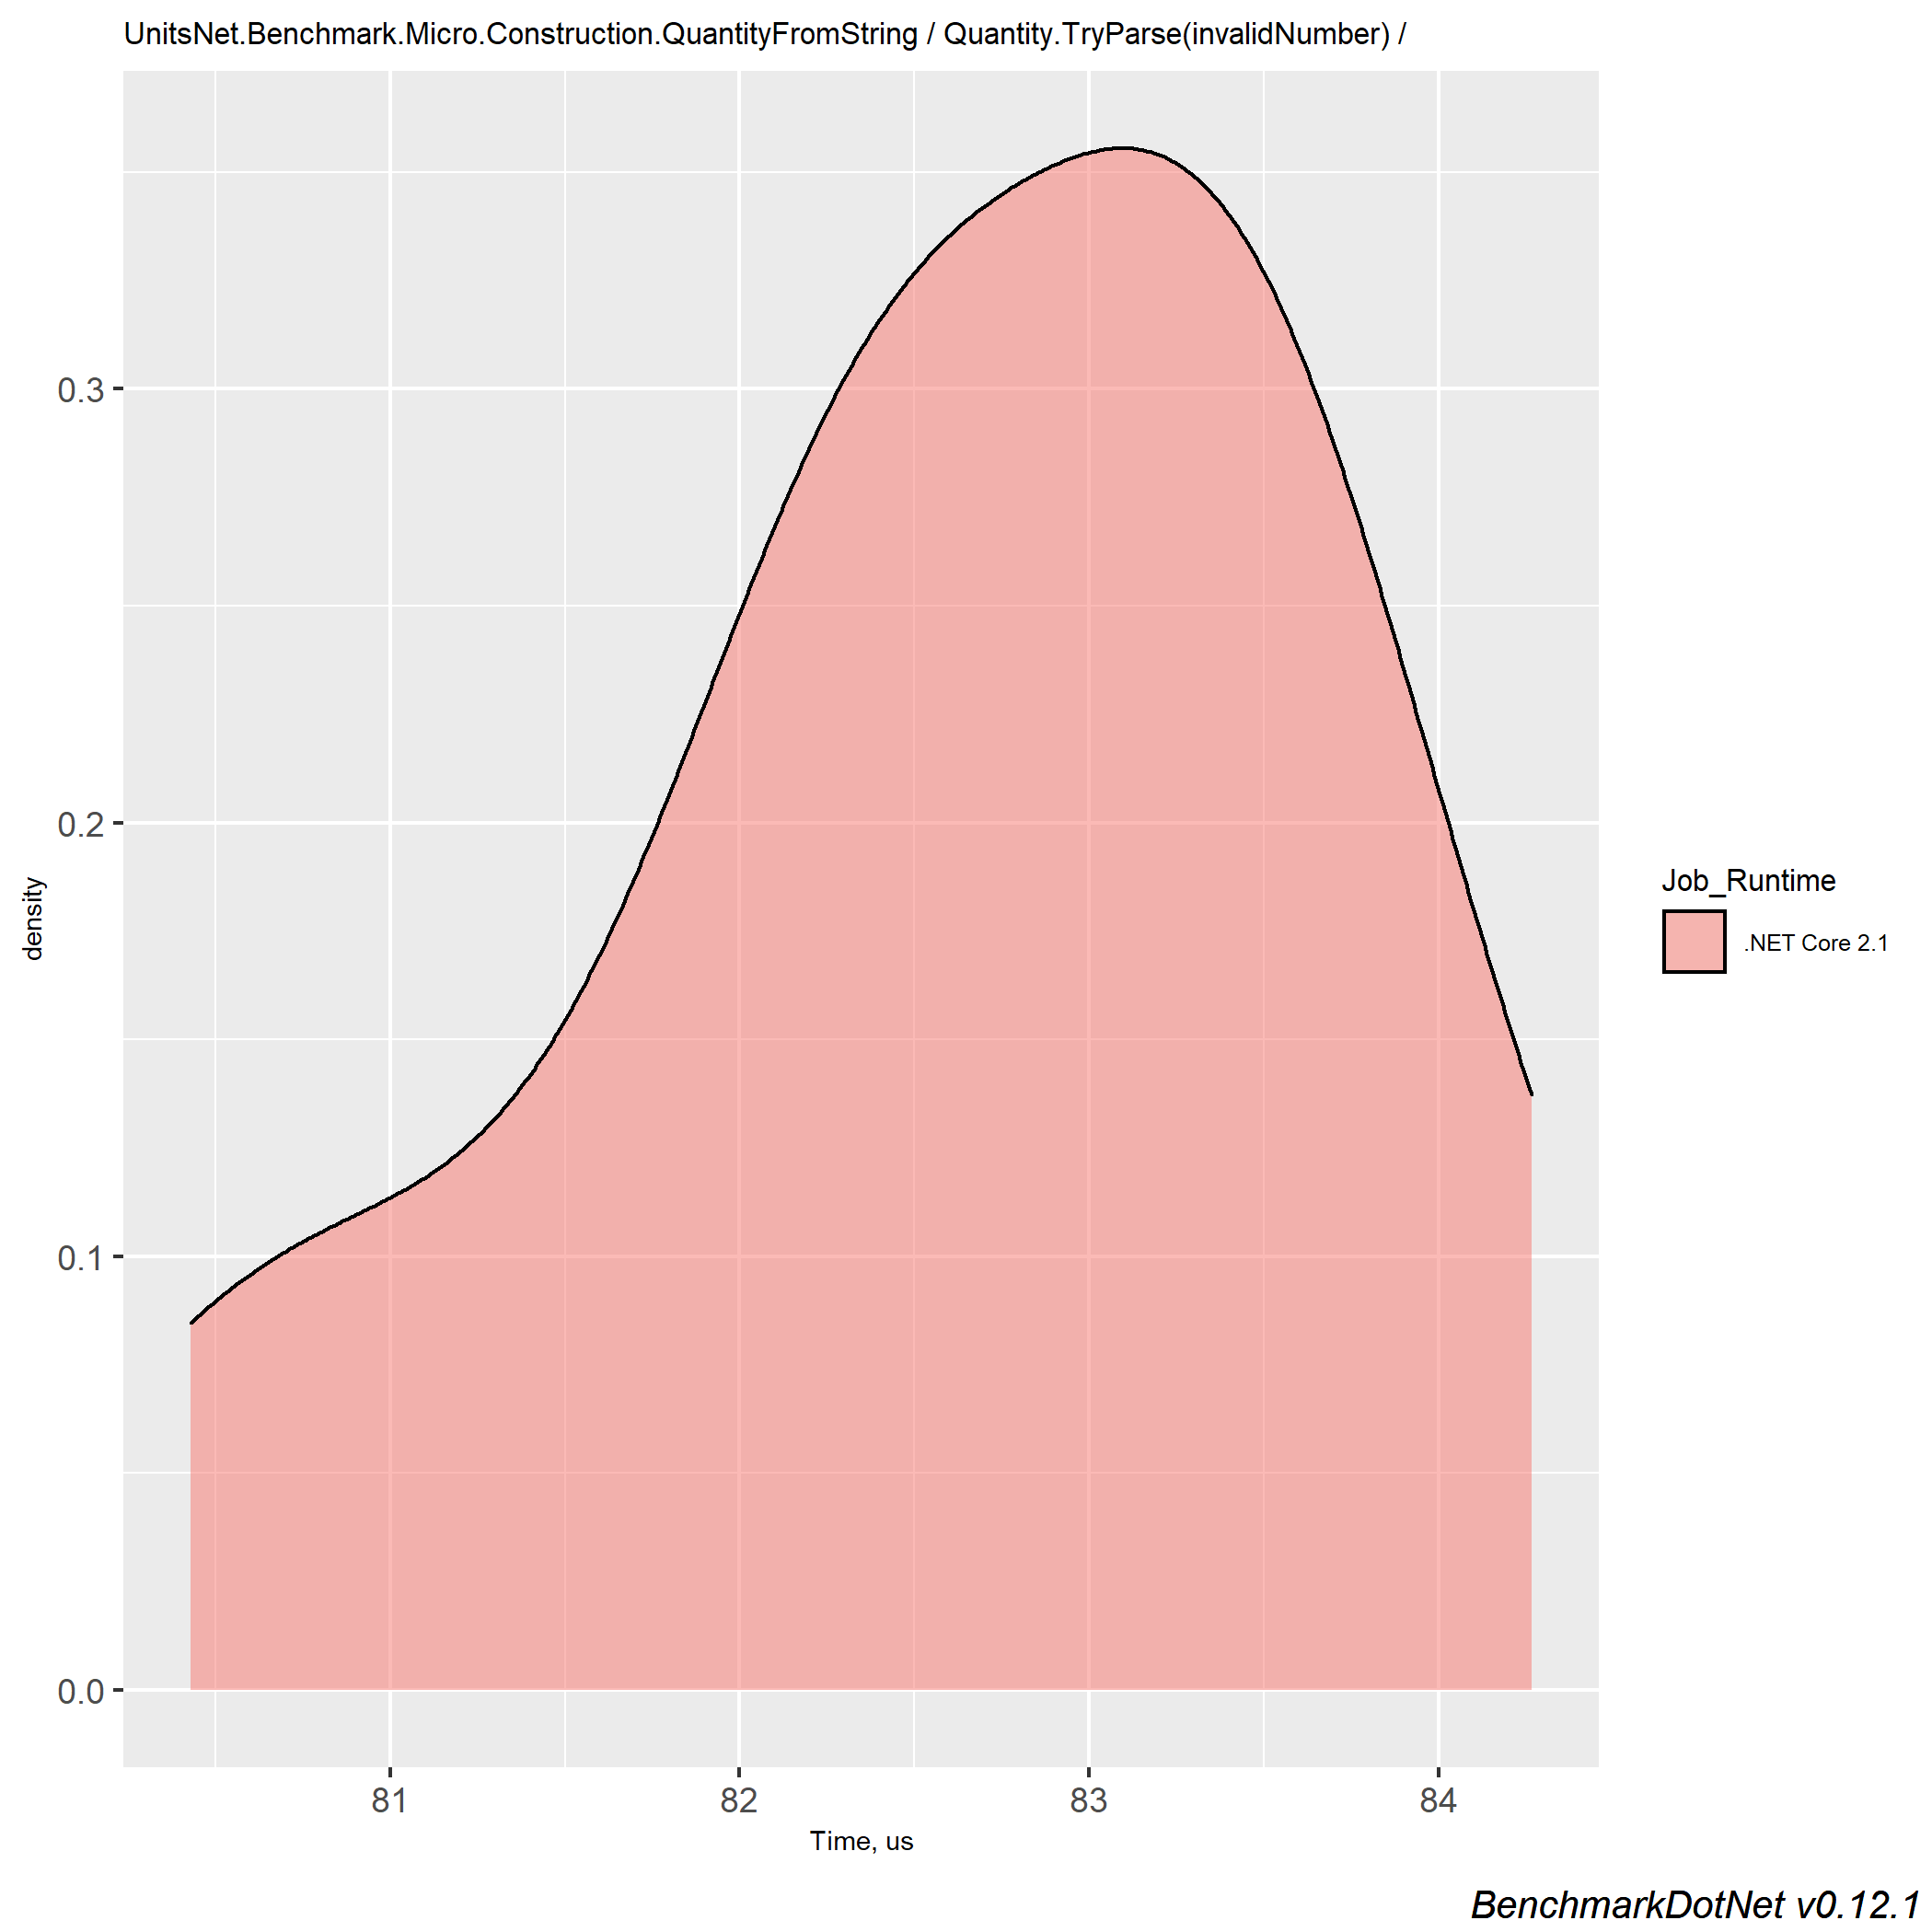 UnitsNet.Benchmark.Micro.Construction.QuantityFromString / Quantity.TryParse(invalidNumber) /
0.3
0.2
0.1
0.0
density
81 82 83 84
Time, us
Job_Runtime
.NET Core 2.1
BenchmarkDotNet v0.12.1